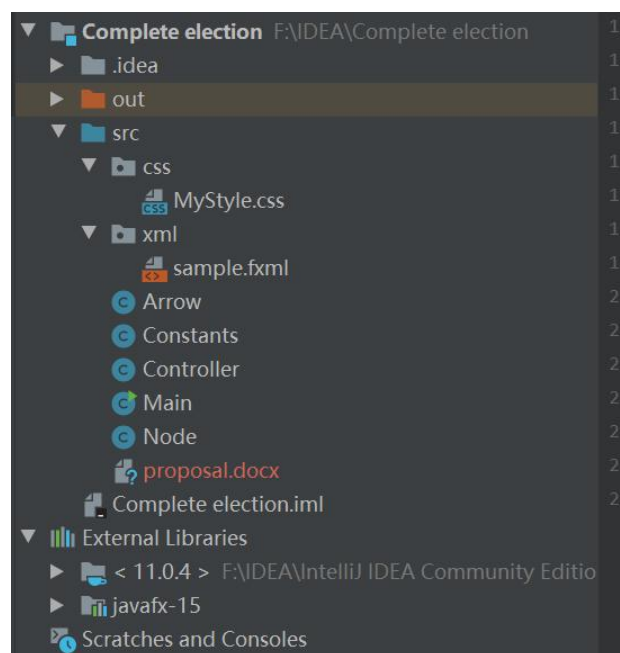 Complete election F:\IDEA\Complete election
.idea
out
src
css
CSS MyStyle.css
xml
<> sample.fxml
C Arrow
C Constants
C Controller
C Main
C Node
? proposal.docx
Complete election.iml
External Libraries
< 11.0.4 > F:\IDEA\IntelliJ IDEA Community Editio
javafx-15
Scratches and Consoles